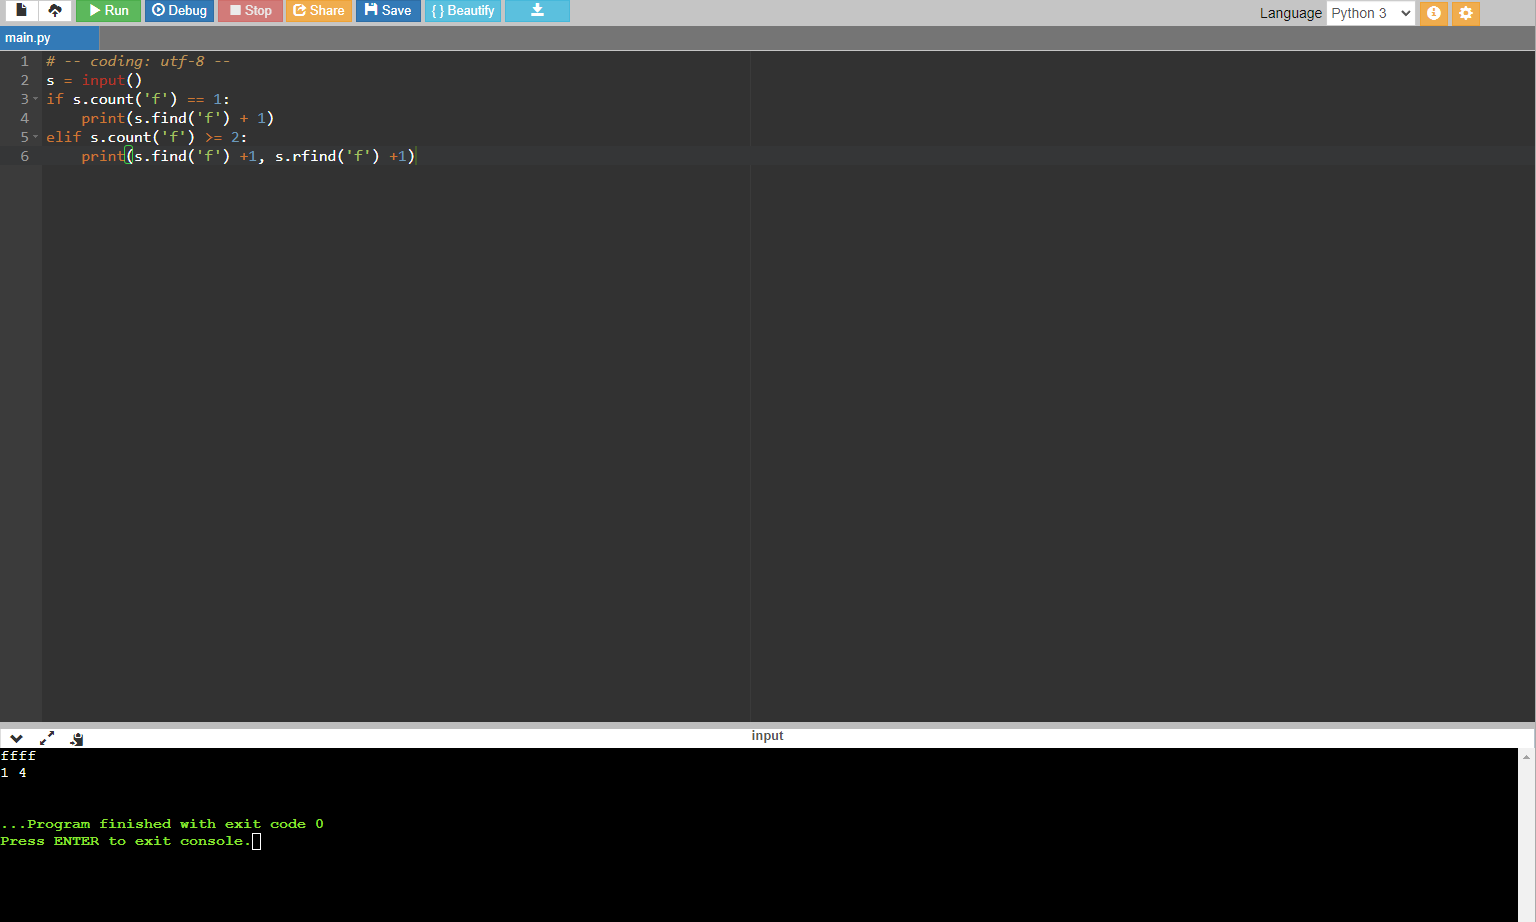 Run Debug Stop Share Save { } Beautify Language Python 3
main.py
1 # -- coding: utf-8 --
2 s = input()
3 if s.count('f') == 1:
4     print(s.find('f') + 1)
5 elif s.count('f') >= 2:
6     print(s.find('f') +1, s.rfind('f') +1)
input
ffff
1 4
...Program finished with exit code 0
Press ENTER to exit console.